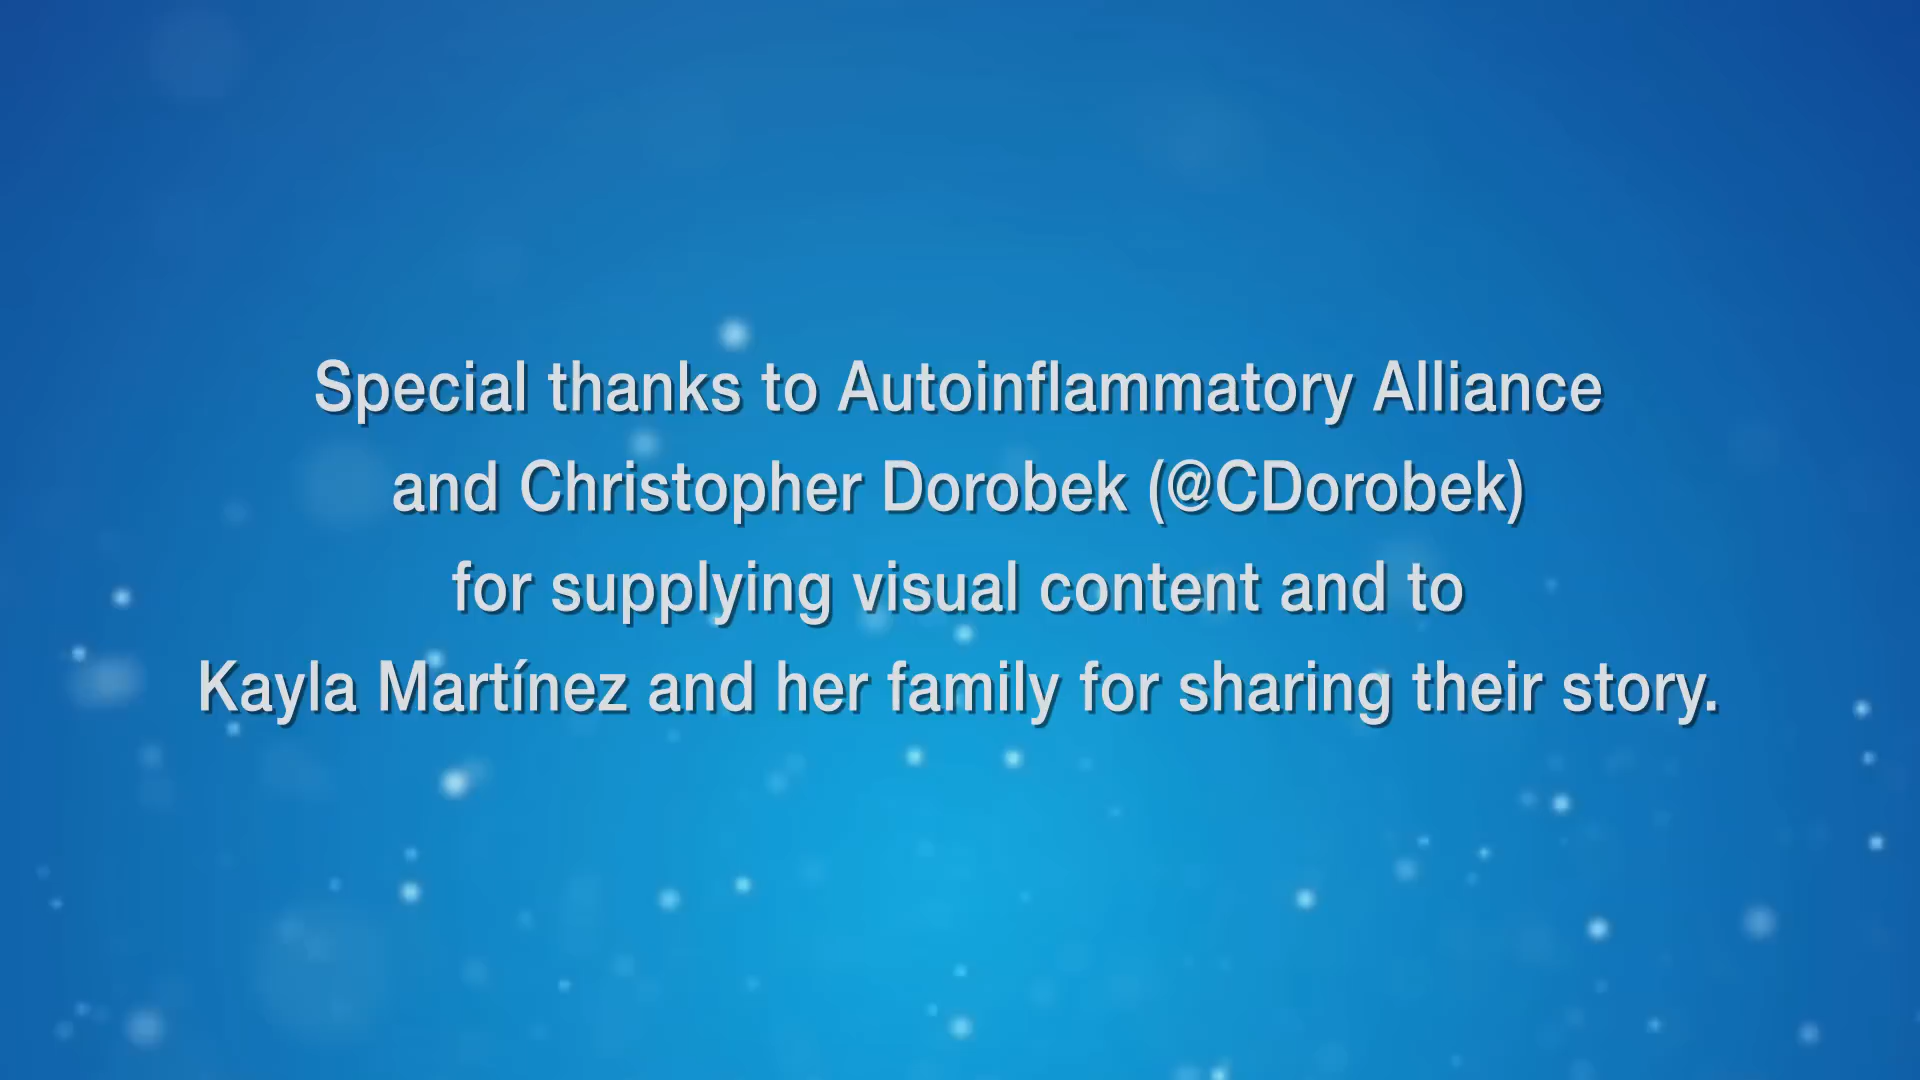 Special thanks to Autoinflammatory Alliance
and Christopher Dorobek (@CDorobek)
for supplying visual content and to
Kayla Martínez and her family for sharing their story.